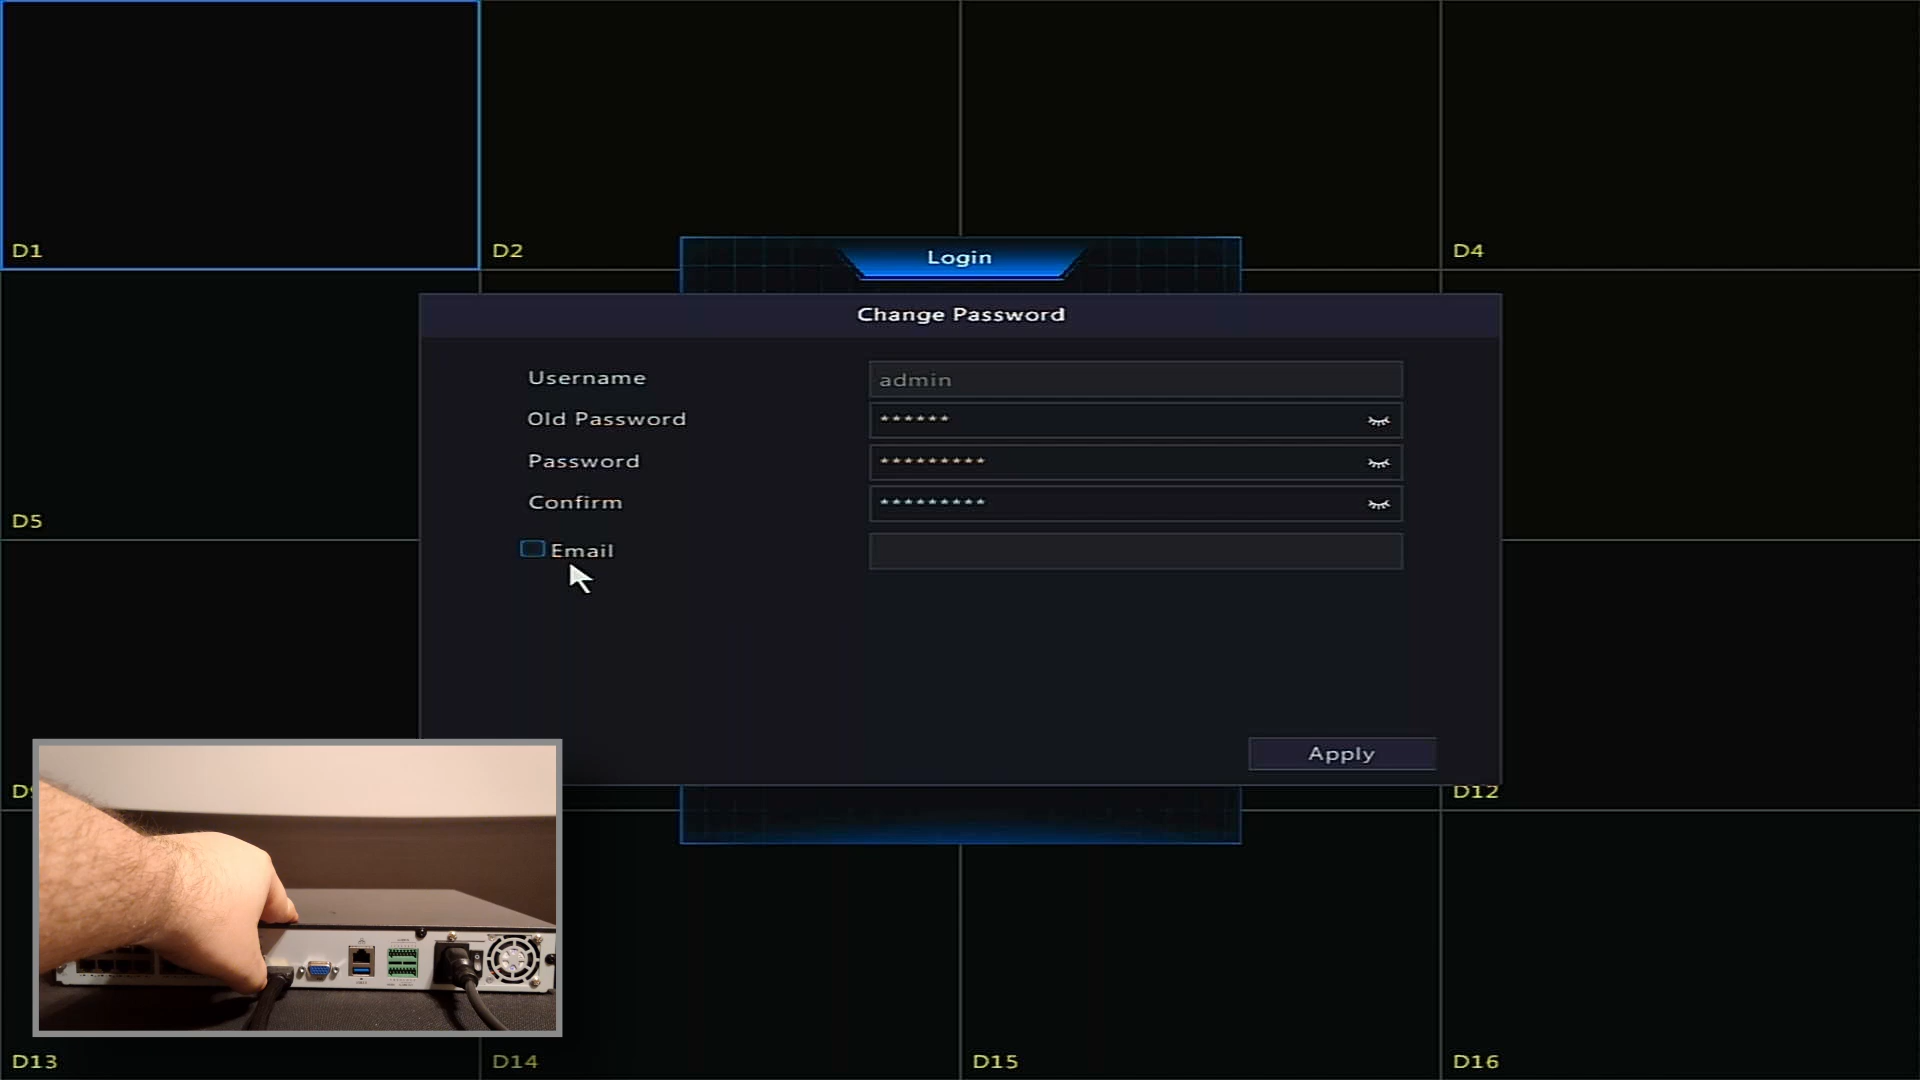 D1
D2
D4
Login
Change Password
Username
admin
Old Password
******
Password
*********
Confirm
*********
D5
Email
Apply
D12
D13
D14
D15
D16